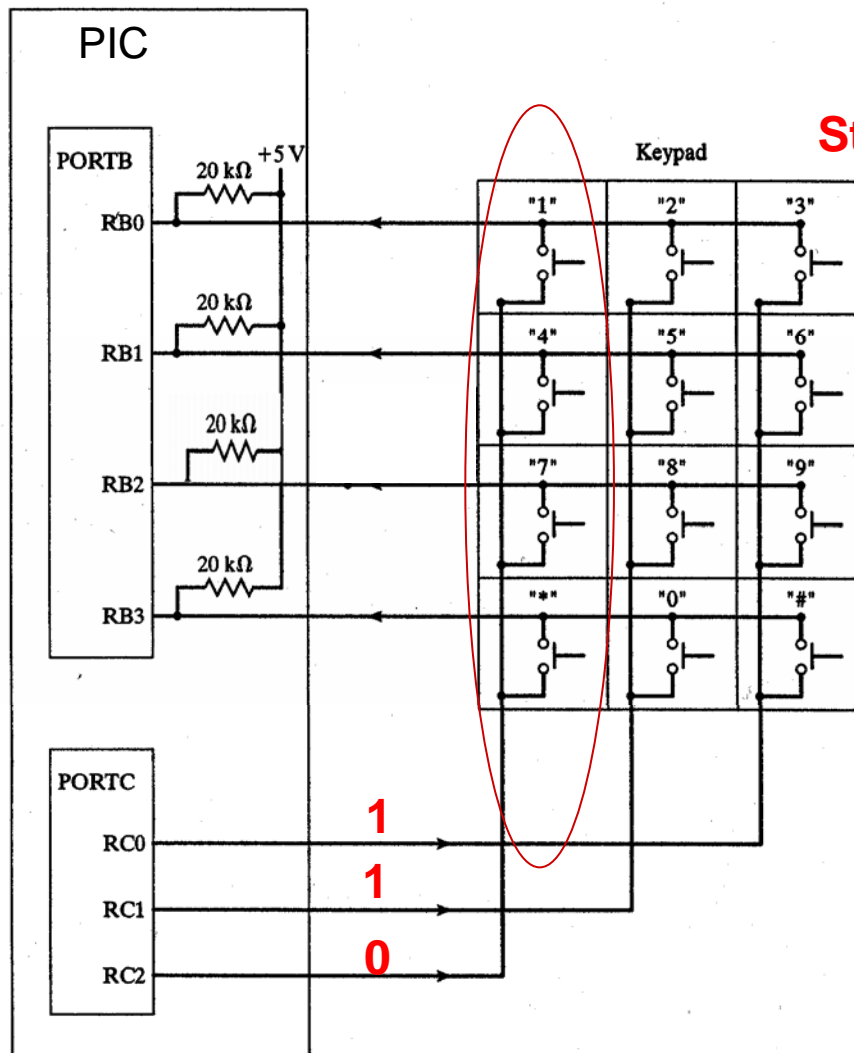 PIC
St
Keypad
PORTB
+5 V
20 kΩ
RB0
"1" "2" "3"
20 kΩ
RB1
"4" "5" "6"
20 kΩ
RB2
"7" "8" "9"
20 kΩ
RB3
"*" "0" "#"
PORTC
RC0
1
RC1
1
RC2
0